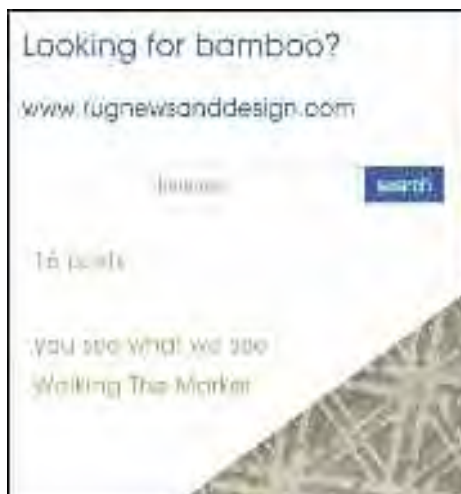 Looking for bamboo?
www.rugnewsanddesign.com
search
16 posts
you see what we see
Walking The Market